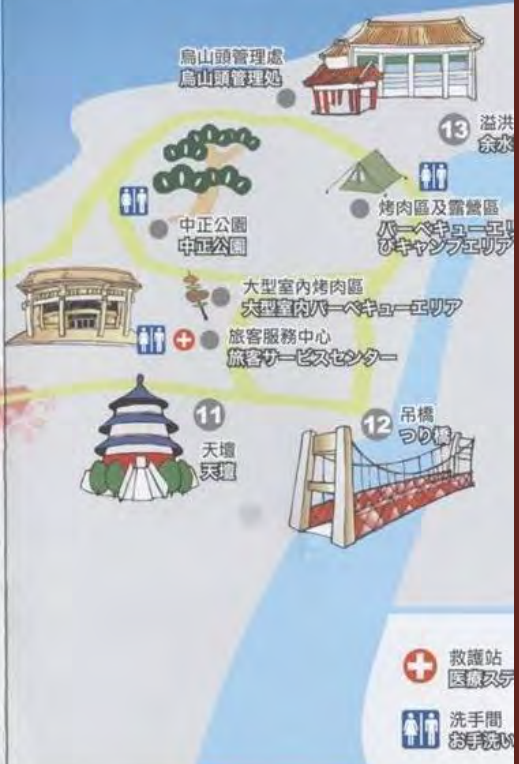 烏山頭管理處
烏山頭管理処
13 溢洪
余水
烤肉區及露營區
バーベキューエリ
びキャンプエリア
中正公園
中正公園
大型室內烤肉區
大型室内バーベキューエリア
旅客服務中心
旅客サービスセンター
11
天壇
天壇
12 吊橋
つり橋
救護站
医療ステ
洗手間
お手洗い